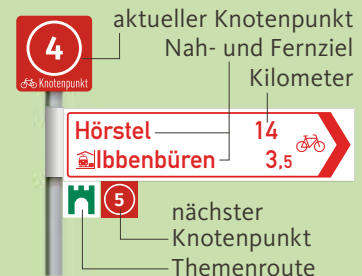 aktueller Knotenpunkt
4
Knotenpunkt
Nah- und Fernziel
Kilometer
Hörstel 14
Ibbenbüren 3,5
5
nächster
Knotenpunkt
Themenroute